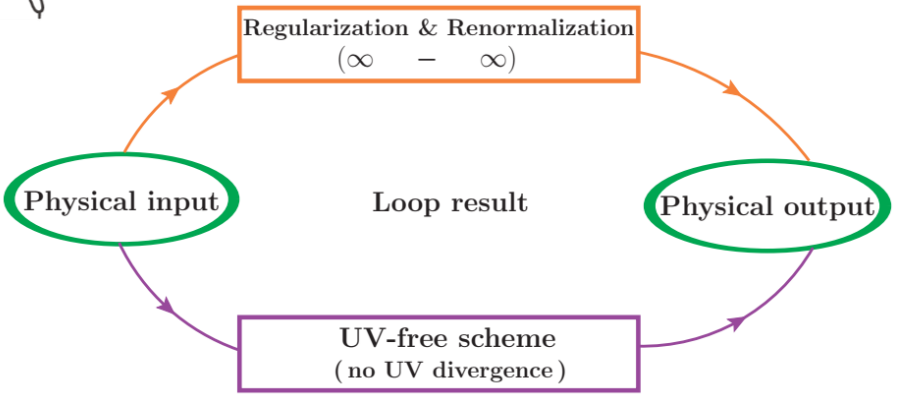 Regularization & Renormalization
(∞ − ∞)
Physical input
Loop result
Physical output
UV-free scheme
( no UV divergence )